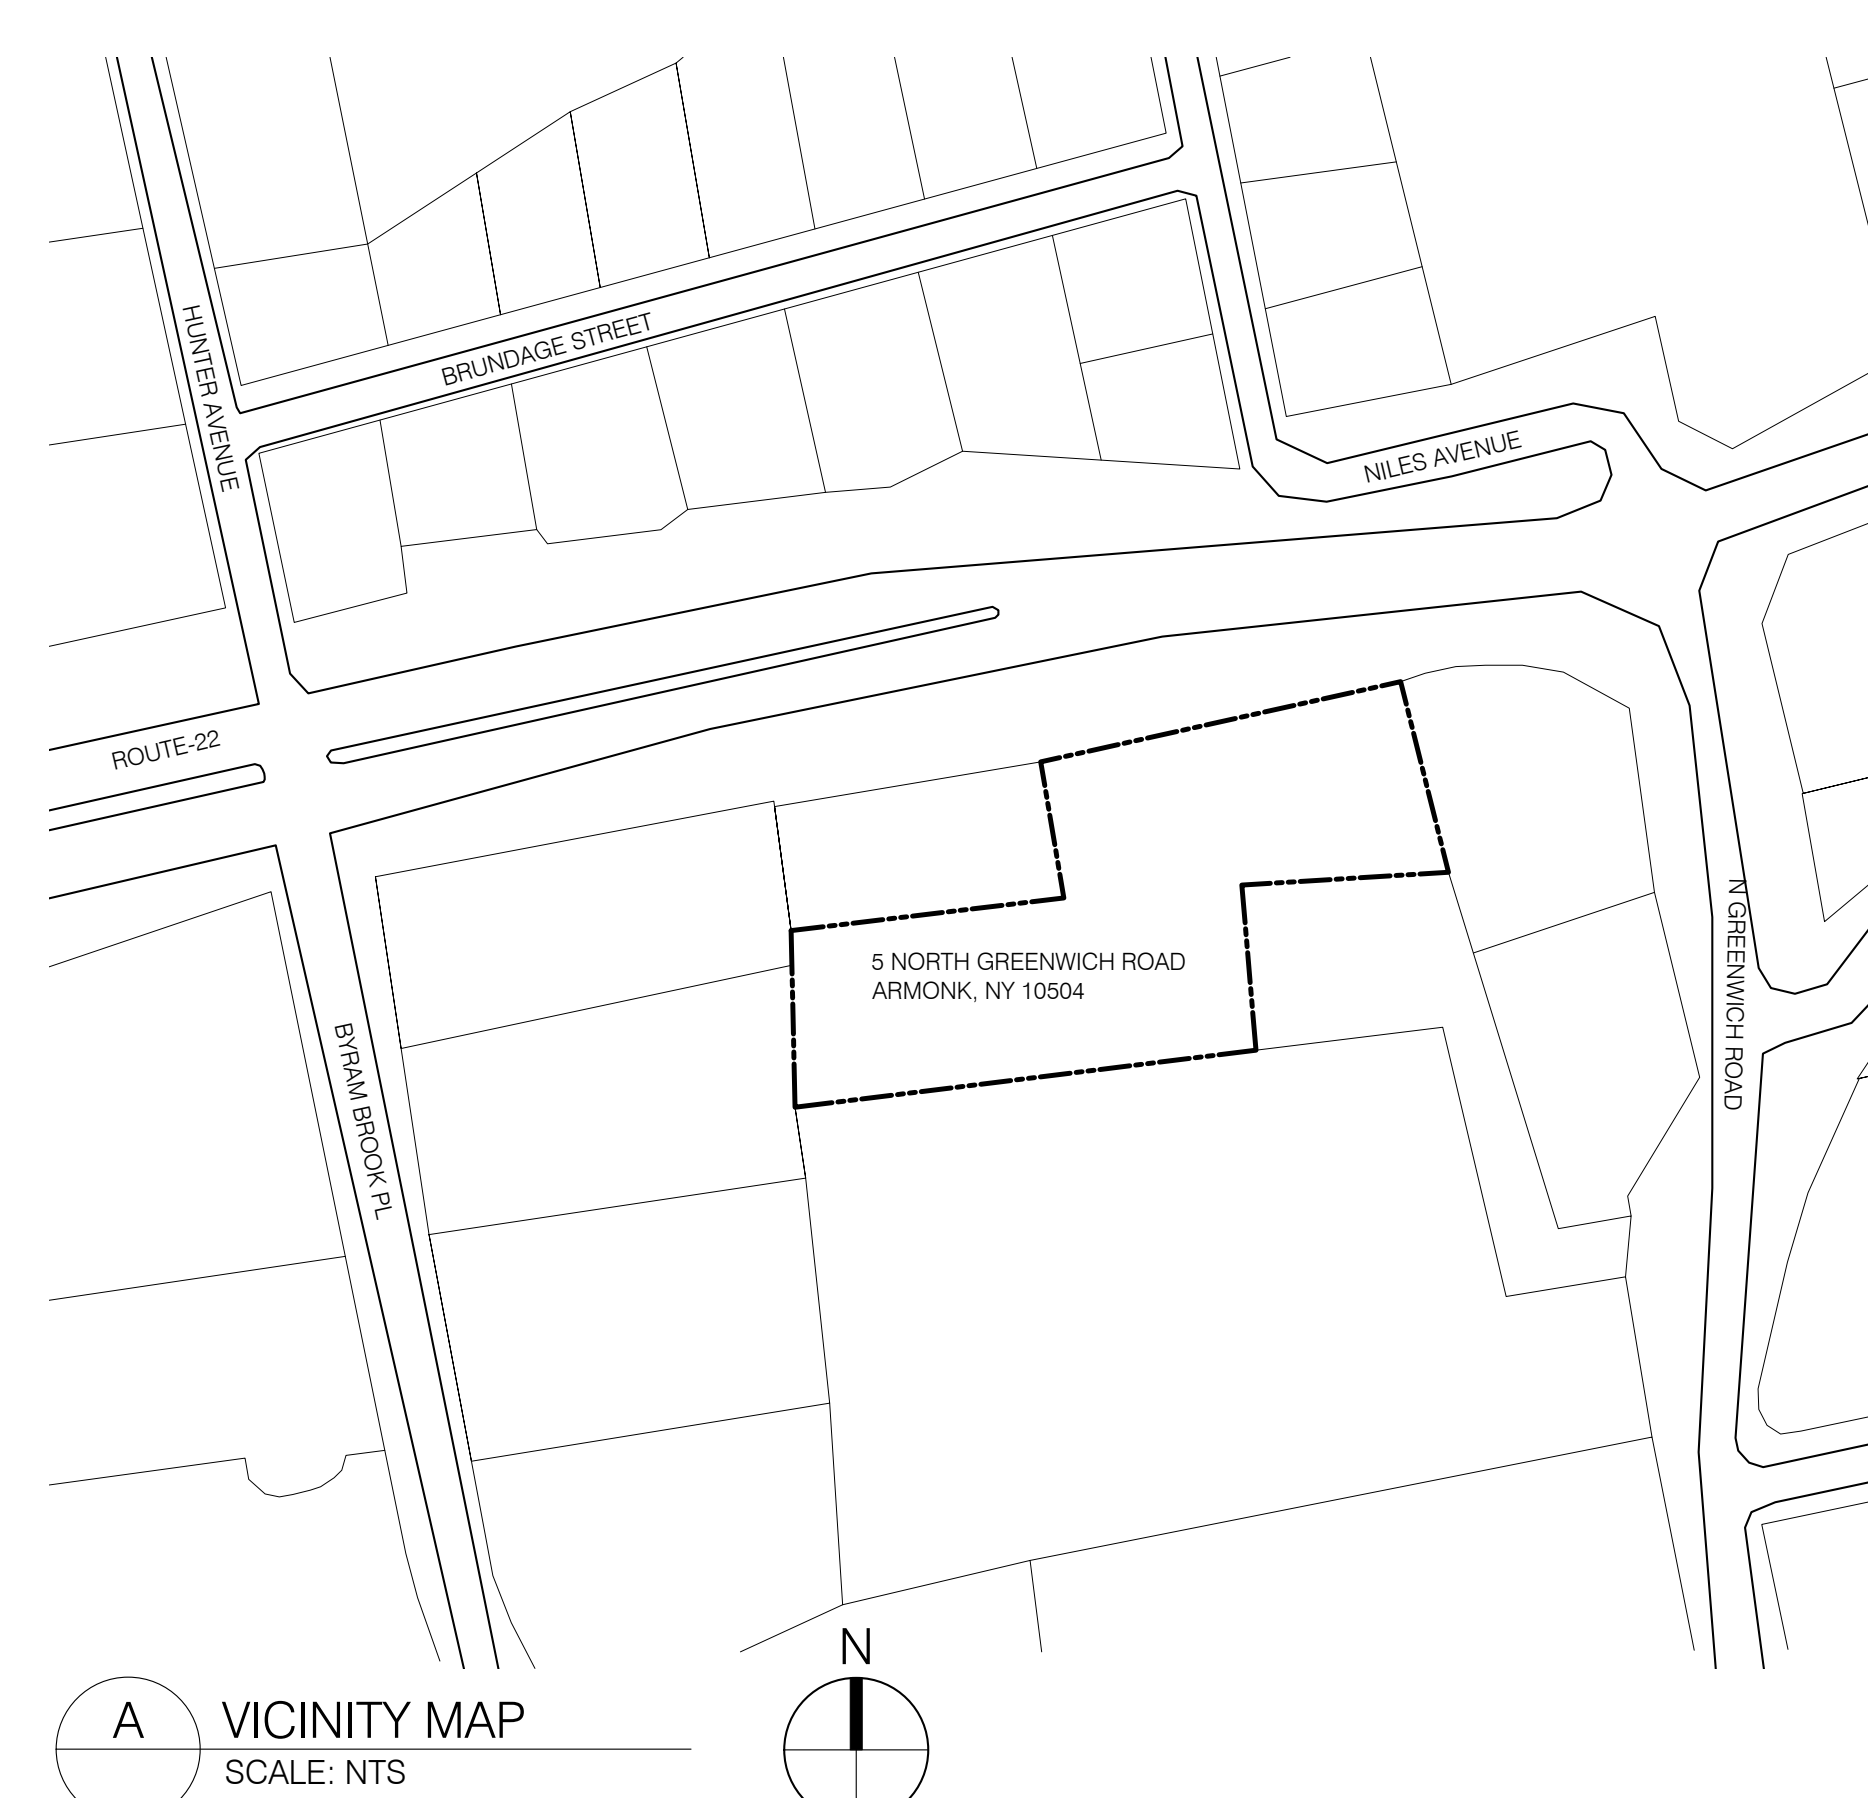 HUNTER AVENUE
BRUNDAGE STREET
NILES AVENUE
ROUTE-22
5 NORTH GREENWICH ROAD
ARMONK, NY 10504
N GREENWICH ROAD
BYRAM BROOK PL
N
A
VICINITY MAP
SCALE: NTS